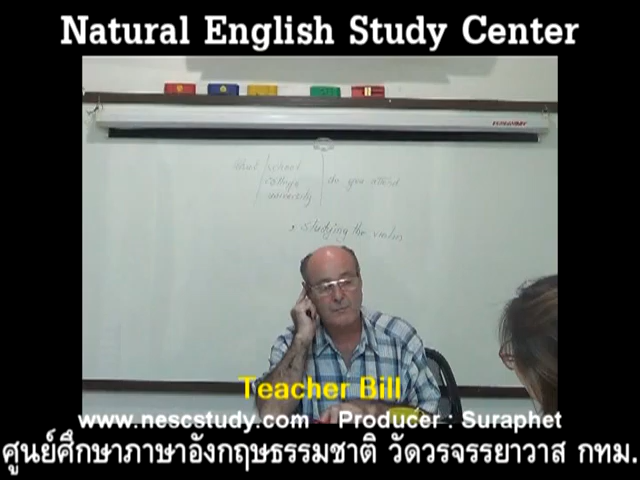 Natural English Study Center
What school do you attend
college
university
studying the
Teacher Bill
www.nescstudy.com Producer : Suraphet
ศูนย์ศึกษาภาษาอังกฤษธรรมชาติ วัดวรจรรยาวาส กทม.